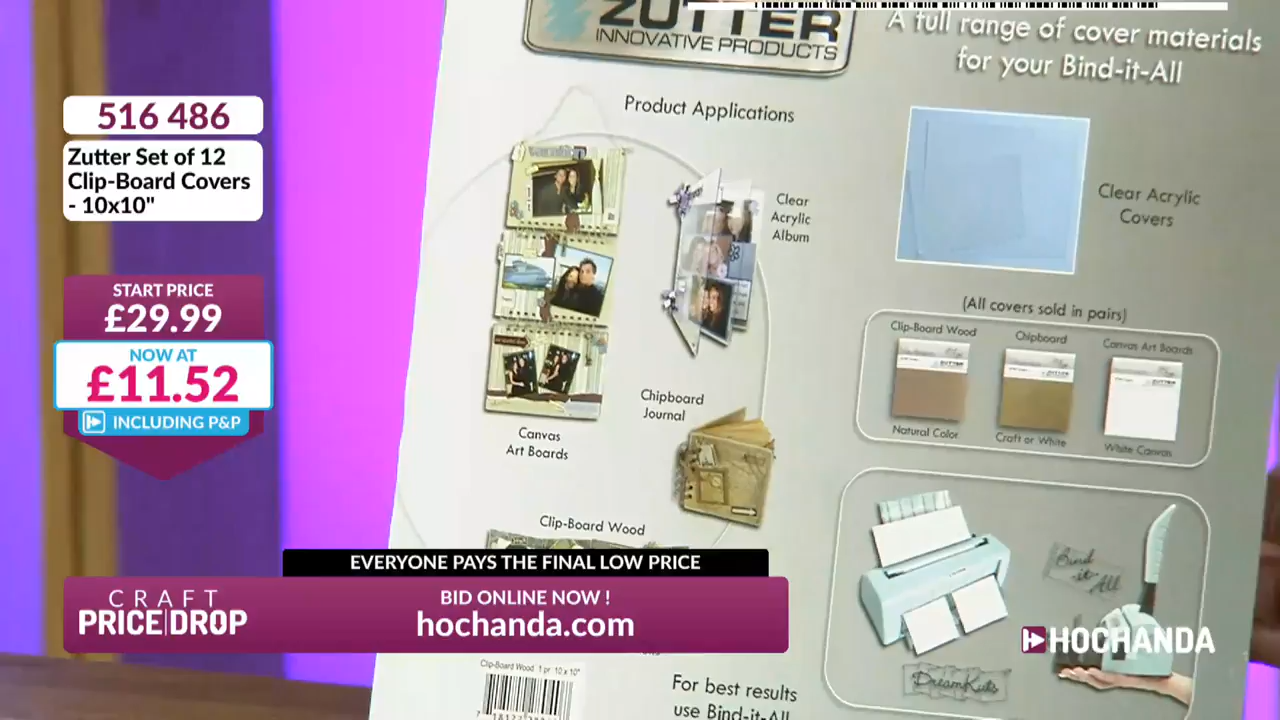 516 486
Zutter Set of 12
Clip-Board Covers
- 10x10"
START PRICE
£29.99
NOW AT
£11.52
INCLUDING P&P
ZUTTER
INNOVATIVE PRODUCTS
A full range of cover materials
for your Bind-it-All
Product Applications
Clear
Acrylic
Album
Clear Acrylic
Covers
(All covers sold in pairs)
Clip-Board Wood
Chipboard
Canvas Art Boards
Natural Color
Craft or White
White Canvas
Chipboard
Journal
Canvas
Art Boards
Clip-Board Wood
EVERYONE PAYS THE FINAL LOW PRICE
CRAFT
PRICE DROP
BID ONLINE NOW !
hochanda.com
Bind
it
All
HOCHANDA
DreamKuts
Clip-Board Wood 1 pr. 10 x 10"
For best results
use Bind-it-All